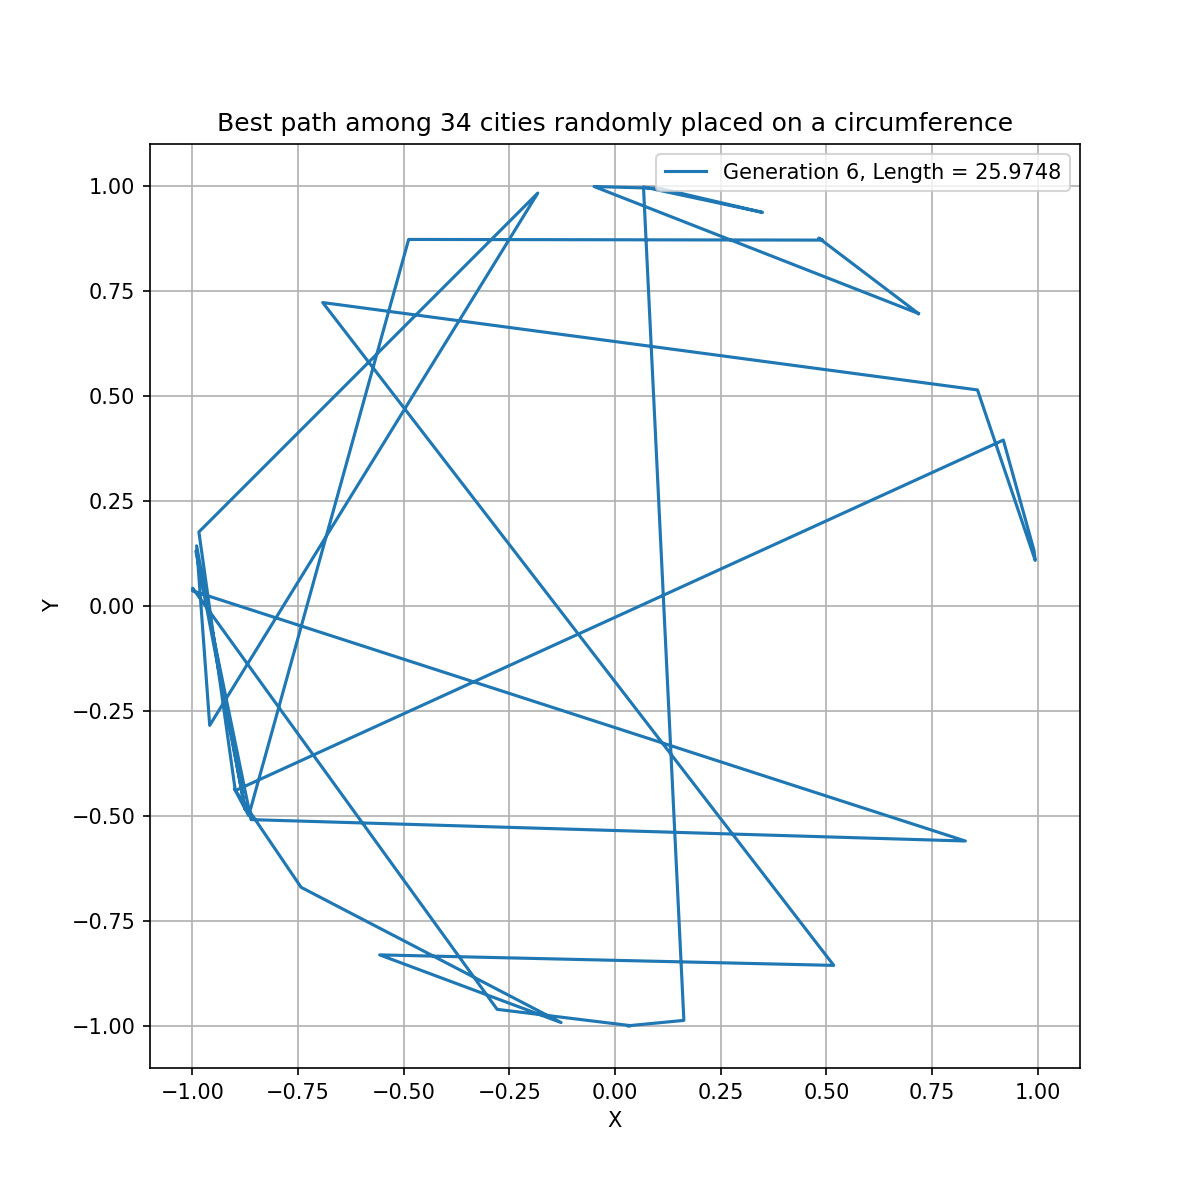 Best path among 34 cities randomly placed on a circumference
Generation 6, Length = 25.9748
1.00
0.75
0.50
0.25
0.00
−0.25
−0.50
−0.75
−1.00
Y
−1.00 −0.75 −0.50 −0.25 0.00 0.25 0.50 0.75 1.00
X